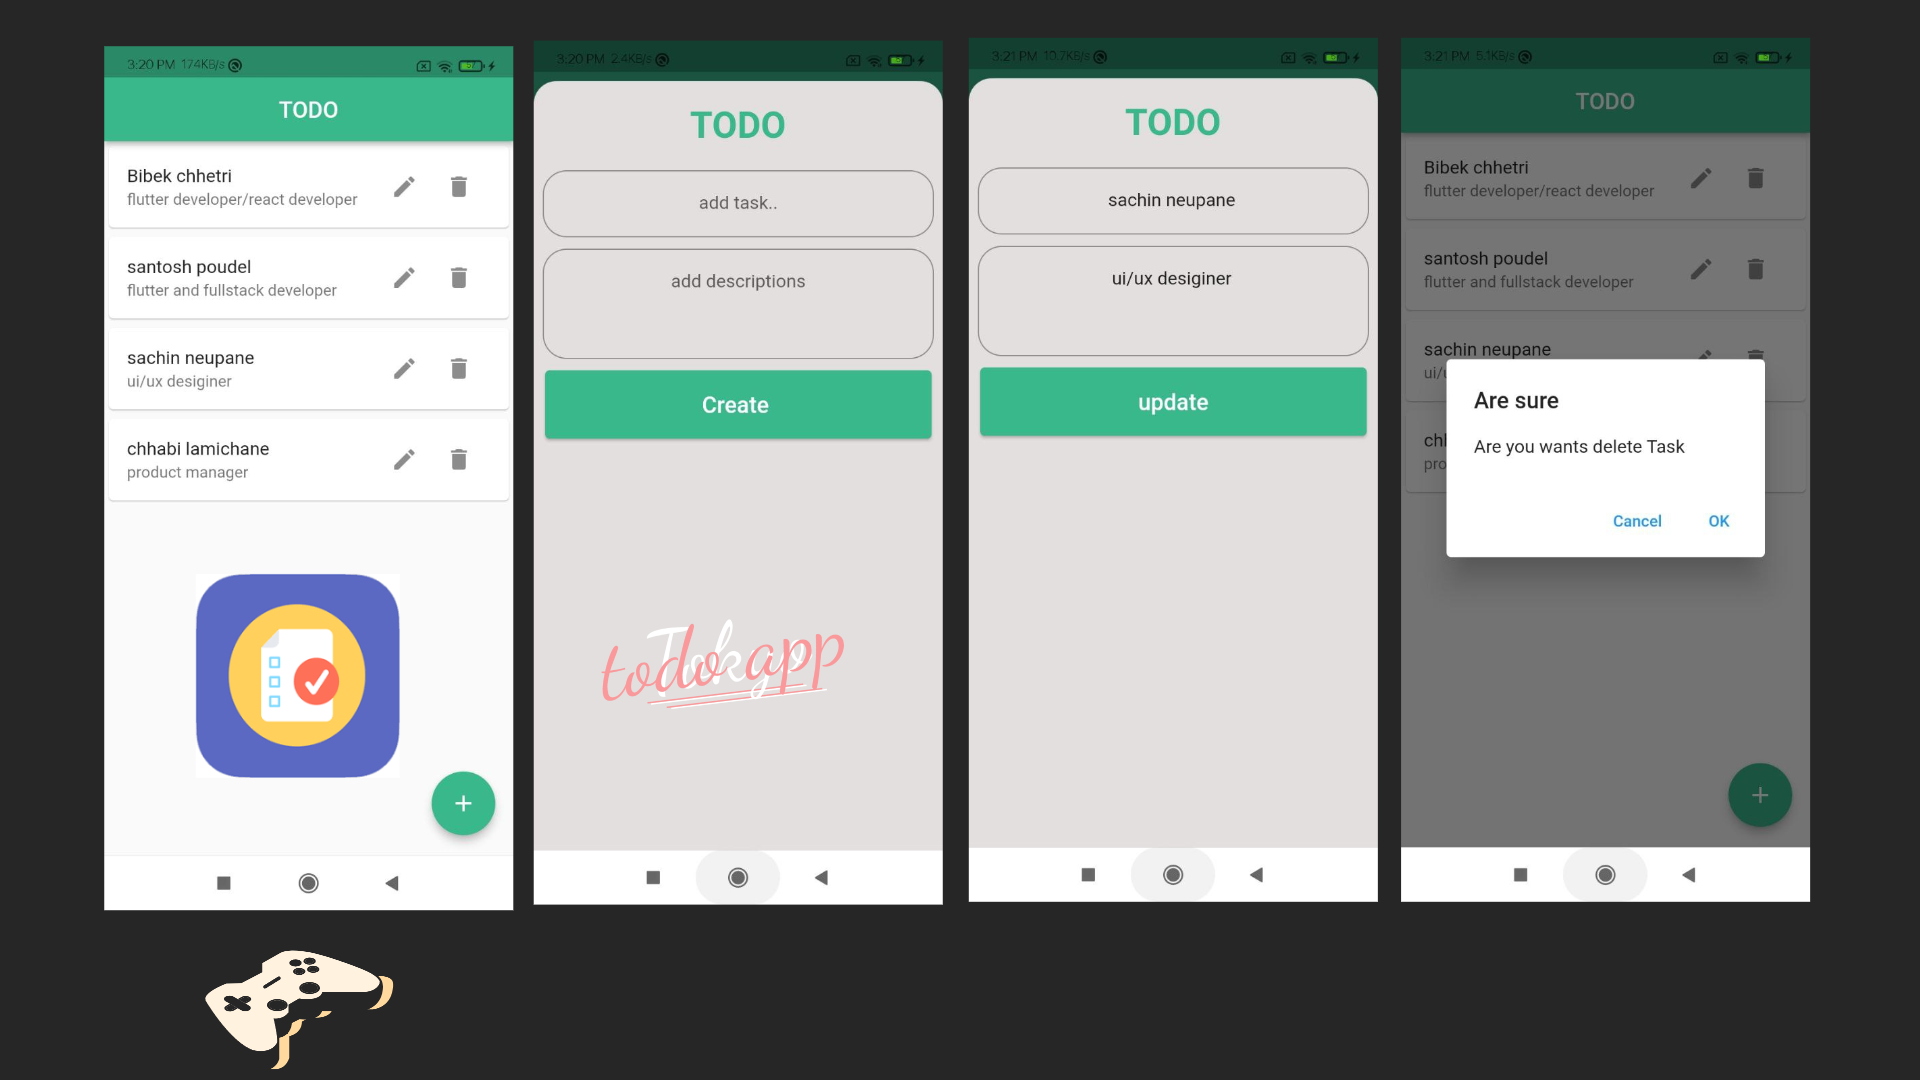 3:20 PM 174KB/s
TODO
Bibek chhetri
flutter developer/react developer
santosh poudel
flutter and fullstack developer
sachin neupane
ui/ux desiginer
chhabi lamichane
product manager
3:20 PM 2.4KB/s
TODO
add task..
add descriptions
Create
Tokyo
todo app
3:21 PM 10.7KB/s
TODO
sachin neupane
ui/ux desiginer
update
3:21 PM 5.1KB/s
TODO
Bibek chhetri
flutter developer/react developer
santosh poudel
flutter and fullstack developer
sachin neupane
ui/u
chh
pro
Are sure
Are you wants delete Task
Cancel OK